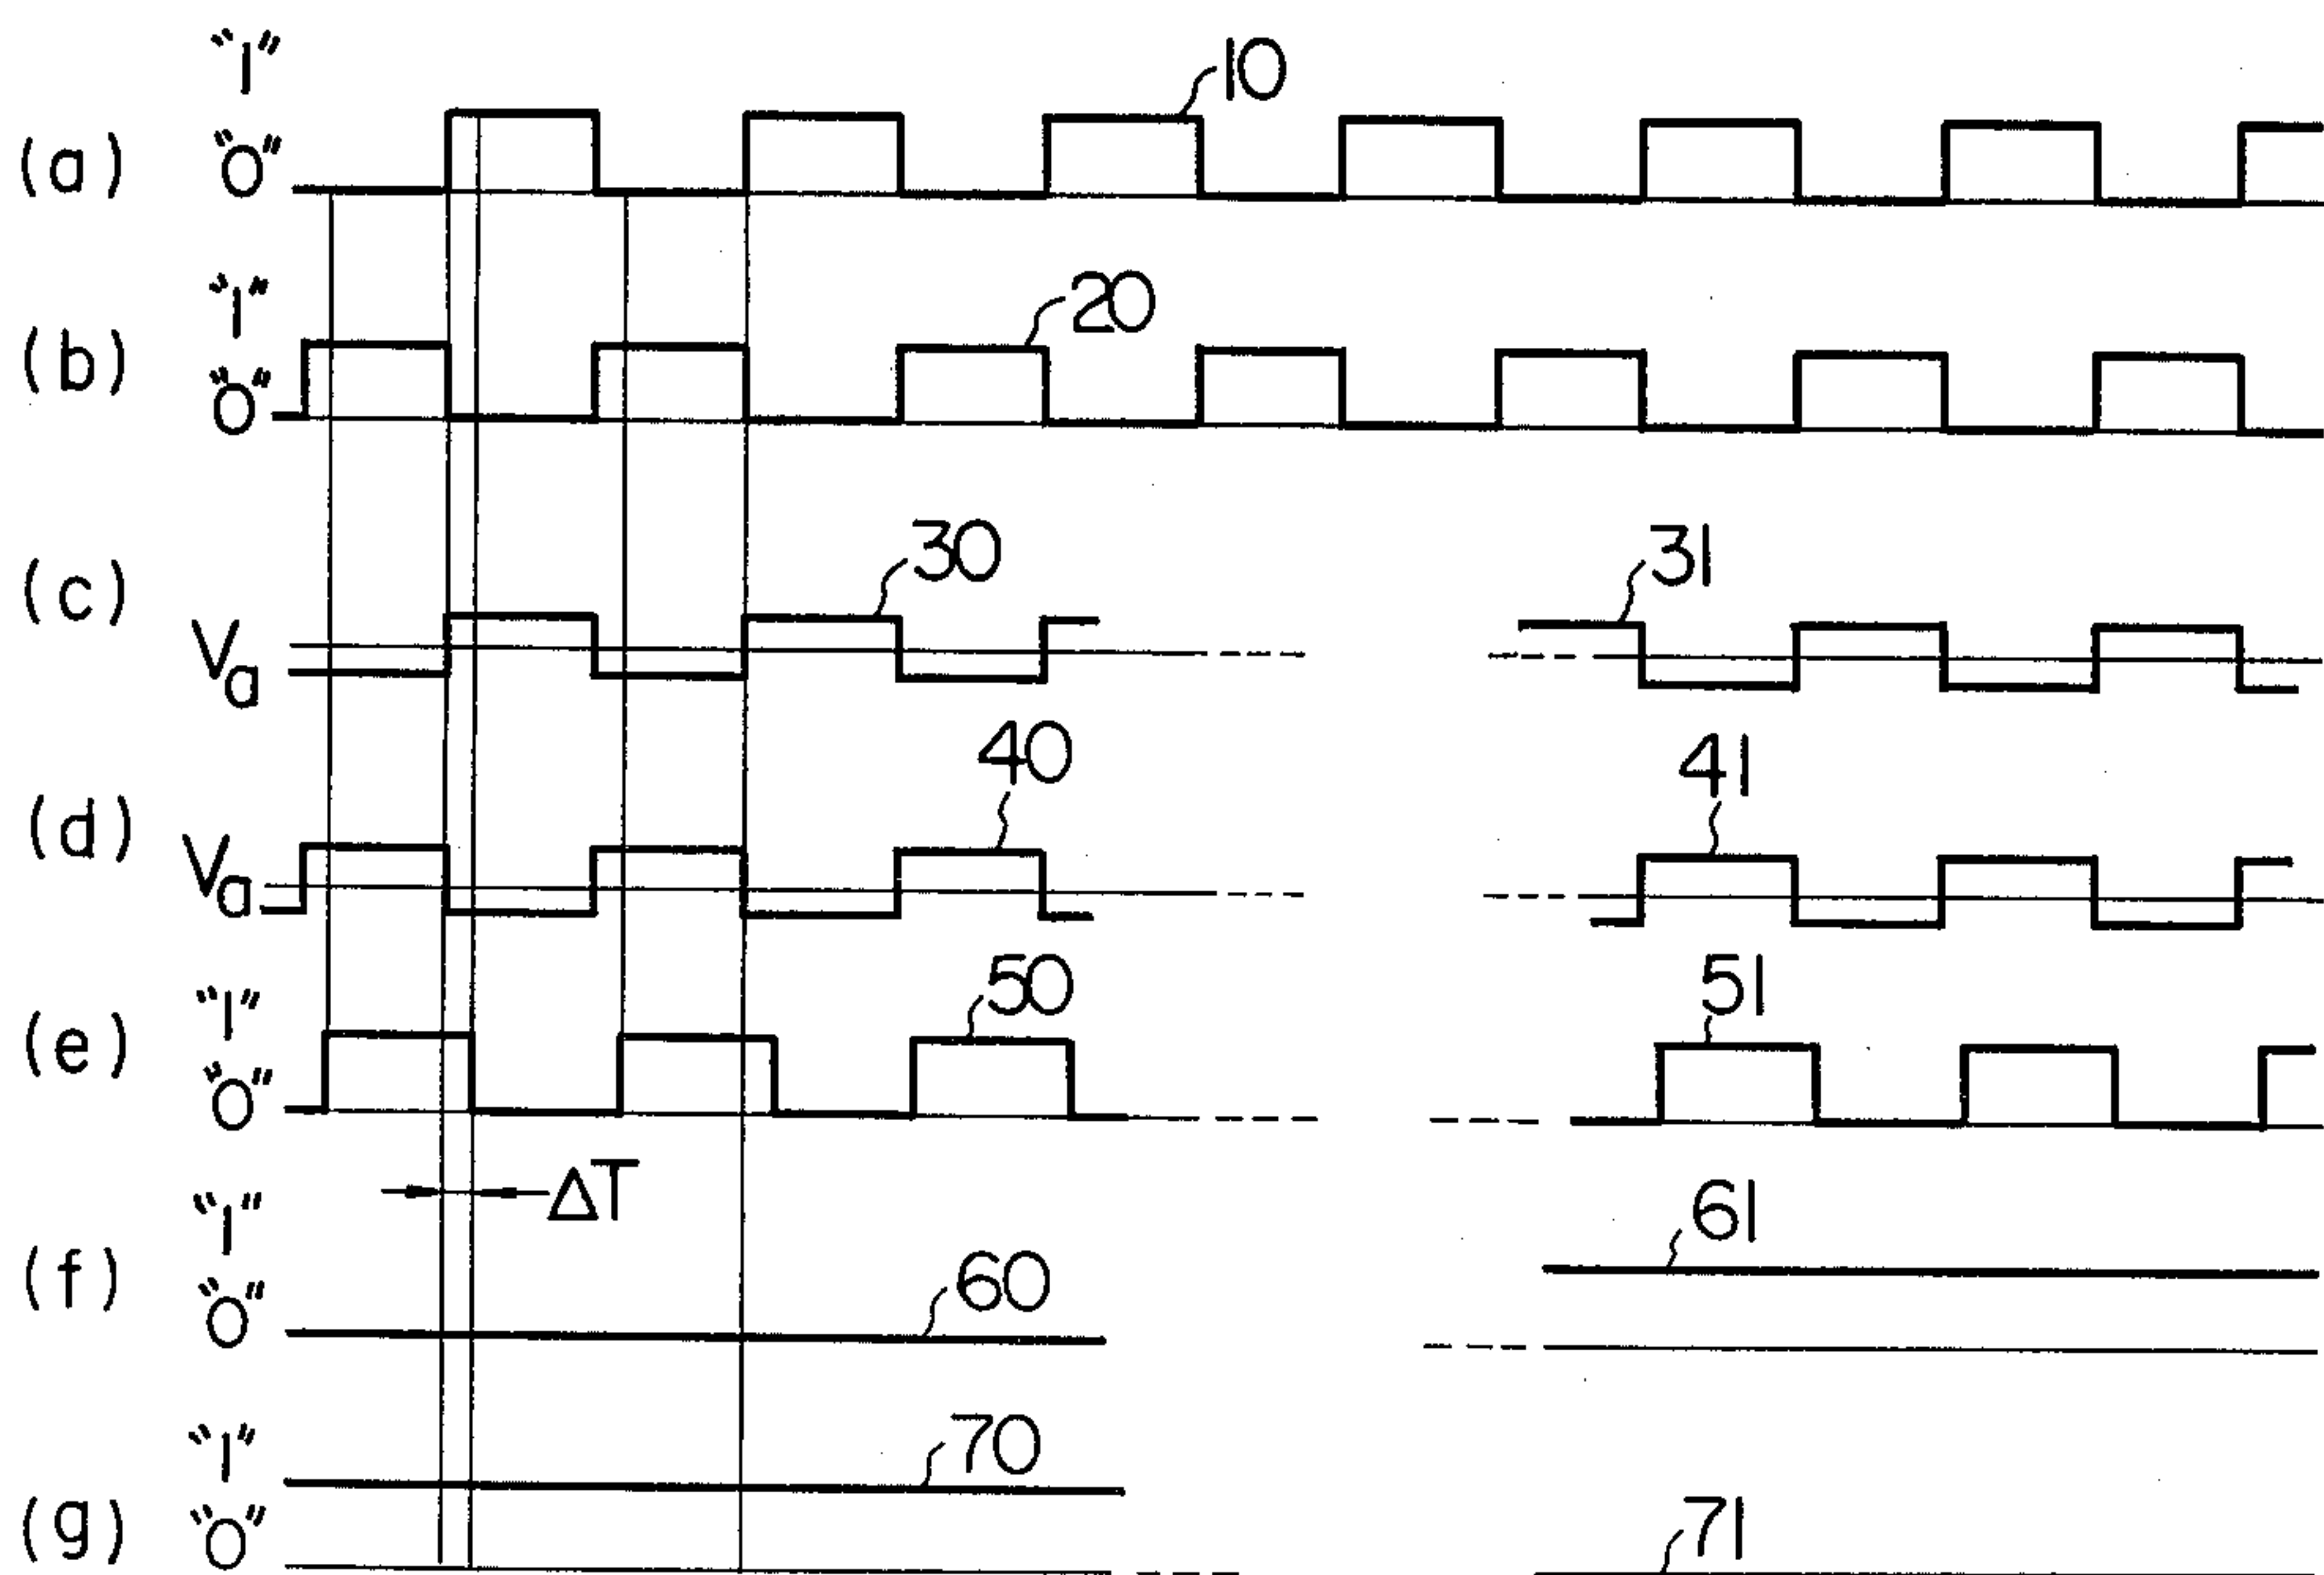 (a) "1" "0" 10
(b) "1" "0" 20
(c) Va 30 31
(d) Va 40 41
(e) "1" "0" 50 51
ΔT
(f) "1" "0" 60 61
(g) "1" "0" 70 71